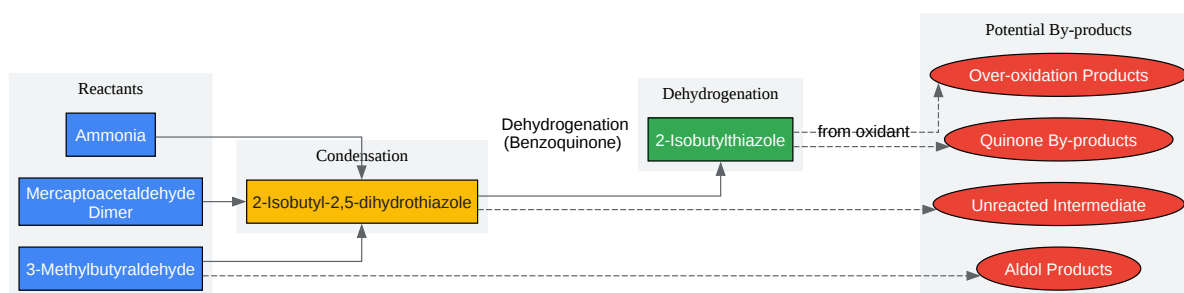 Potential By-products
Over-oxidation Products
Reactants
Dehydrogenation
Ammonia
Dehydrogenation
(Benzoquinone)
2-Isobutylthiazole
from oxidant
Quinone By-products
Condensation
Mercaptoacetaldehyde
Dimer
2-Isobutyl-2,5-dihydrothiazole
Unreacted Intermediate
3-Methylbutyraldehyde
Aldol Products